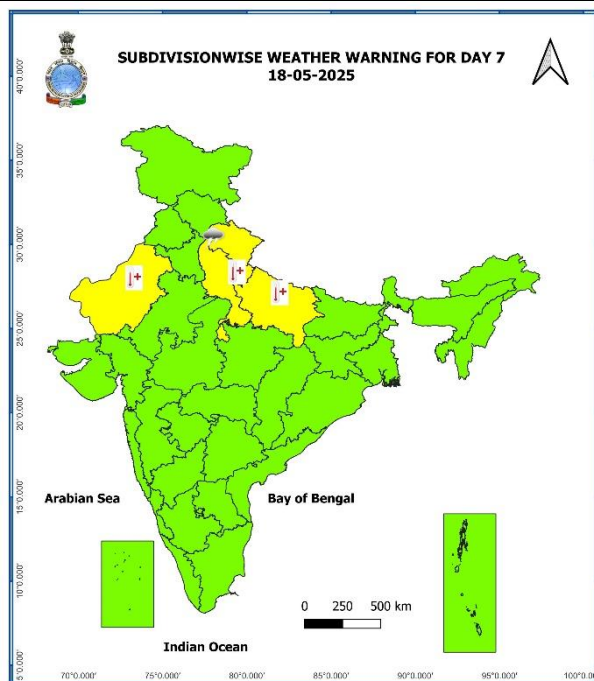 SUBDIVISIONWISE WEATHER WARNING FOR DAY 7
18-05-2025
40°0.000'
35°0.000'
30°0.000'
25°0.000'
20°0.000'
15°0.000'
10°0.000'
5°0.000'
Arabian Sea
Bay of Bengal
0 250 500 km
Indian Ocean
70°0.000' 75°0.000' 80°0.000' 85°0.000' 90°0.000' 95°0.000' 100°0.0